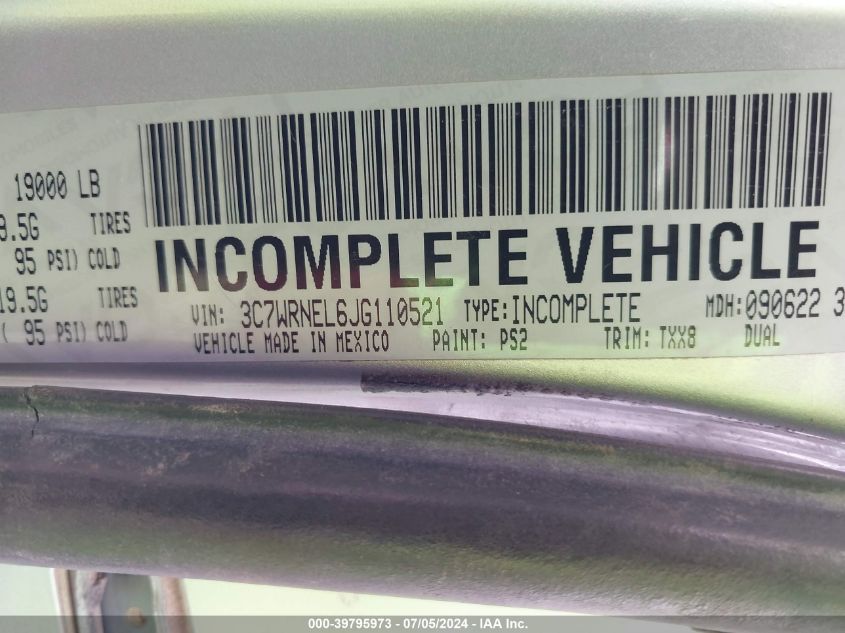 19000 LB
9.5G TIRES
95 PSI) COLD
19.5G TIRES
( 95 PSI) COLD
INCOMPLETE VEHICLE
VIN: 3C7WRNEL6JG110521 TYPE:INCOMPLETE MDH:090622 3
VEHICLE MADE IN MEXICO PAINT: PS2 TRIM: TXX8 DUAL
000-39795973 - 07/05/2024 - IAA Inc.